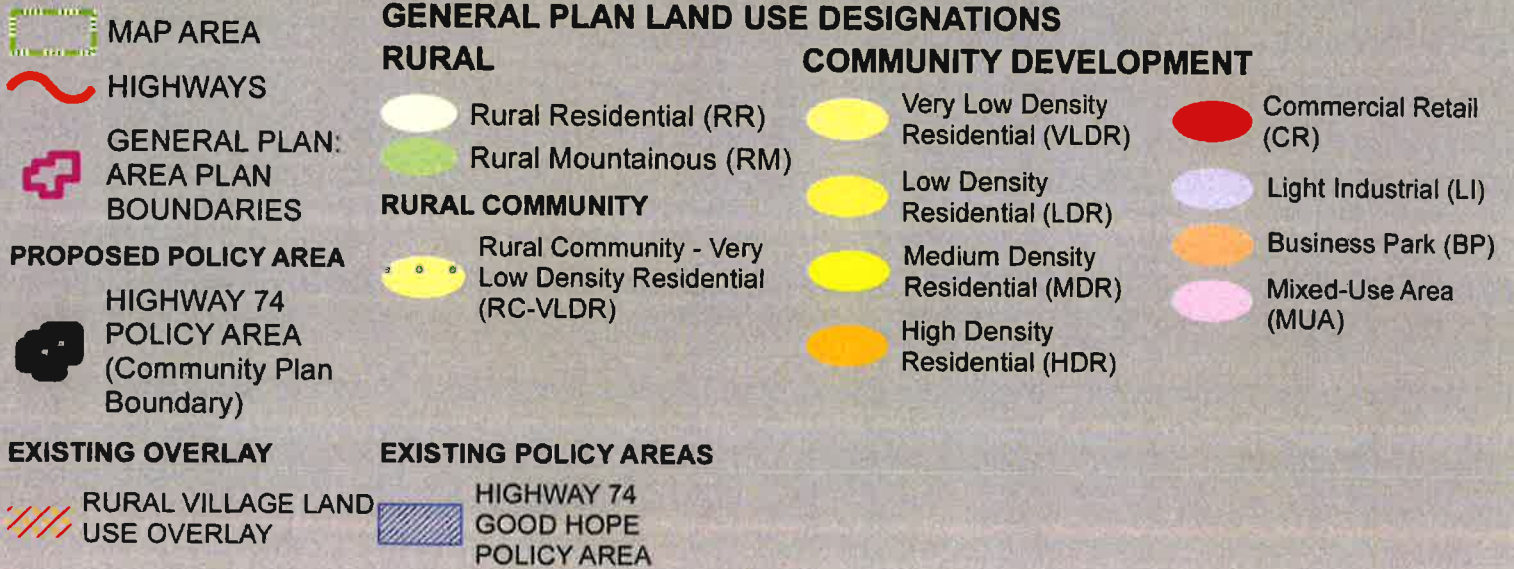 MAP AREA
HIGHWAYS
GENERAL PLAN:
AREA PLAN
BOUNDARIES
PROPOSED POLICY AREA
HIGHWAY 74
POLICY AREA
(Community Plan
Boundary)
EXISTING OVERLAY
RURAL VILLAGE LAND
USE OVERLAY
GENERAL PLAN LAND USE DESIGNATIONS
RURAL
Rural Residential (RR)
Rural Mountainous (RM)
RURAL COMMUNITY
Rural Community - Very
Low Density Residential
(RC-VLDR)
EXISTING POLICY AREAS
HIGHWAY 74
GOOD HOPE
POLICY AREA
COMMUNITY DEVELOPMENT
Very Low Density
Residential (VLDR)
Low Density
Residential (LDR)
Medium Density
Residential (MDR)
High Density
Residential (HDR)
Commercial Retail
(CR)
Light Industrial (LI)
Business Park (BP)
Mixed-Use Area
(MUA)